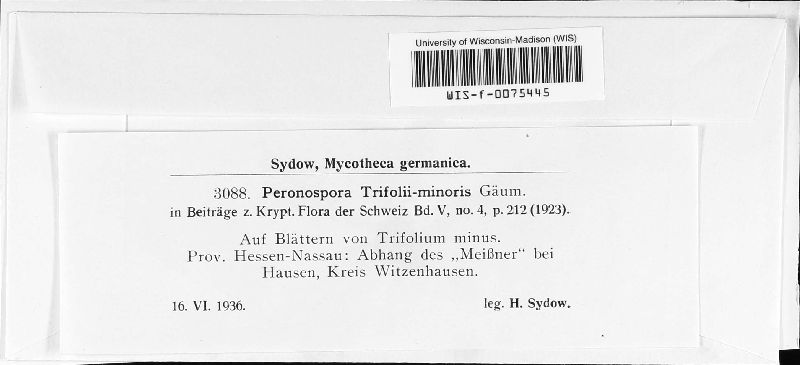 University of Wisconsin-Madison (WIS)
WIS-f-0075445
Sydow, Mycotheca germanica.
3088. Peronospora Trifolii-minoris Gäum.
in Beiträge z. Krypt. Flora der Schweiz Bd. V, no. 4, p. 212 (1923).
Auf Blättern von Trifolium minus.
Prov. Hessen-Nassau: Abhang des „Meißner“ bei
Hausen, Kreis Witzenhausen.
16. VI. 1936. leg. H. Sydow.